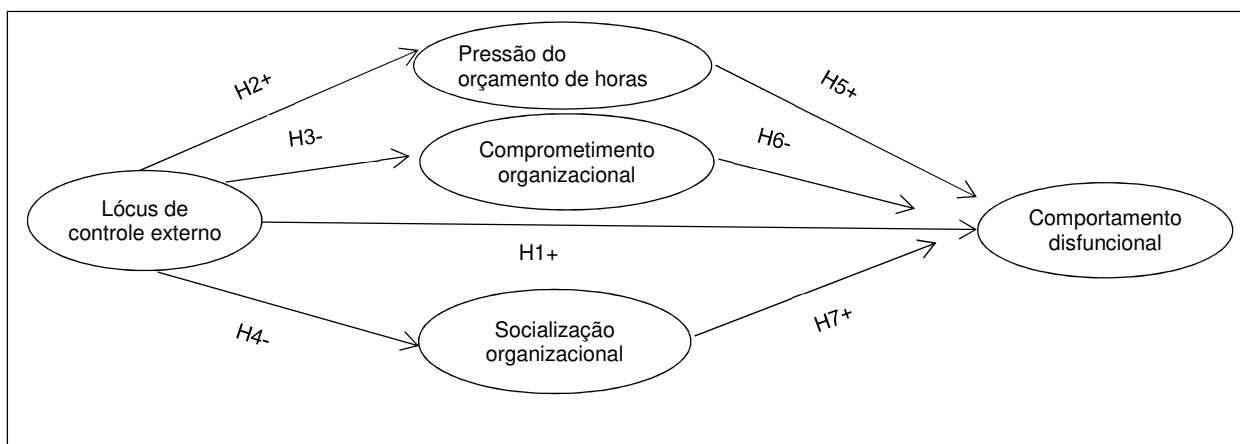 Pressão do
orçamento de horas
H2+
H5+
H3-
Comprometimento
organizacional
H6-
Lócus de
controle externo
Comportamento
disfuncional
H1+
H4-
Socialização
organizacional
H7+